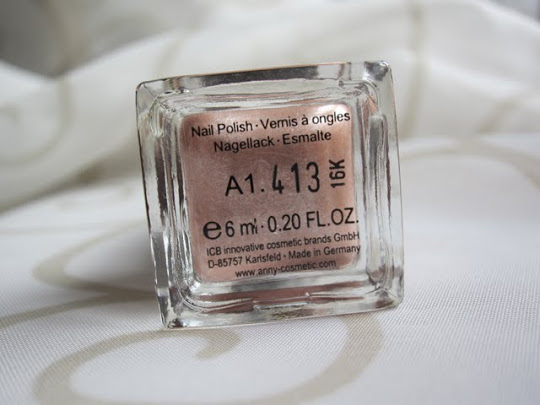 Nail Polish · Vernis à ongles
Nagellack · Esmalte
A1.413 16K
℮ 6 ml · 0.20 FL.OZ.
ICB innovative cosmetic brands GmbH
D-85757 Karlsfeld · Made in Germany
www.anny-cosmetic.com